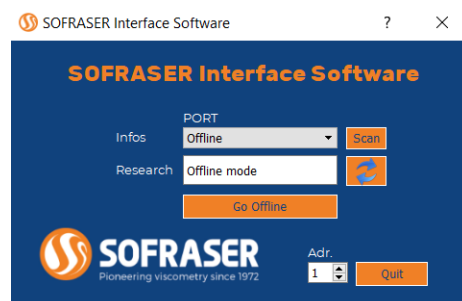 SOFRASER Interface Software ? ×
SOFRASER Interface Software
PORT
Infos Offline Scan
Research Offline mode
Go Offline
SOFRASER
Pioneering viscometry since 1972
Adr.
1 Quit